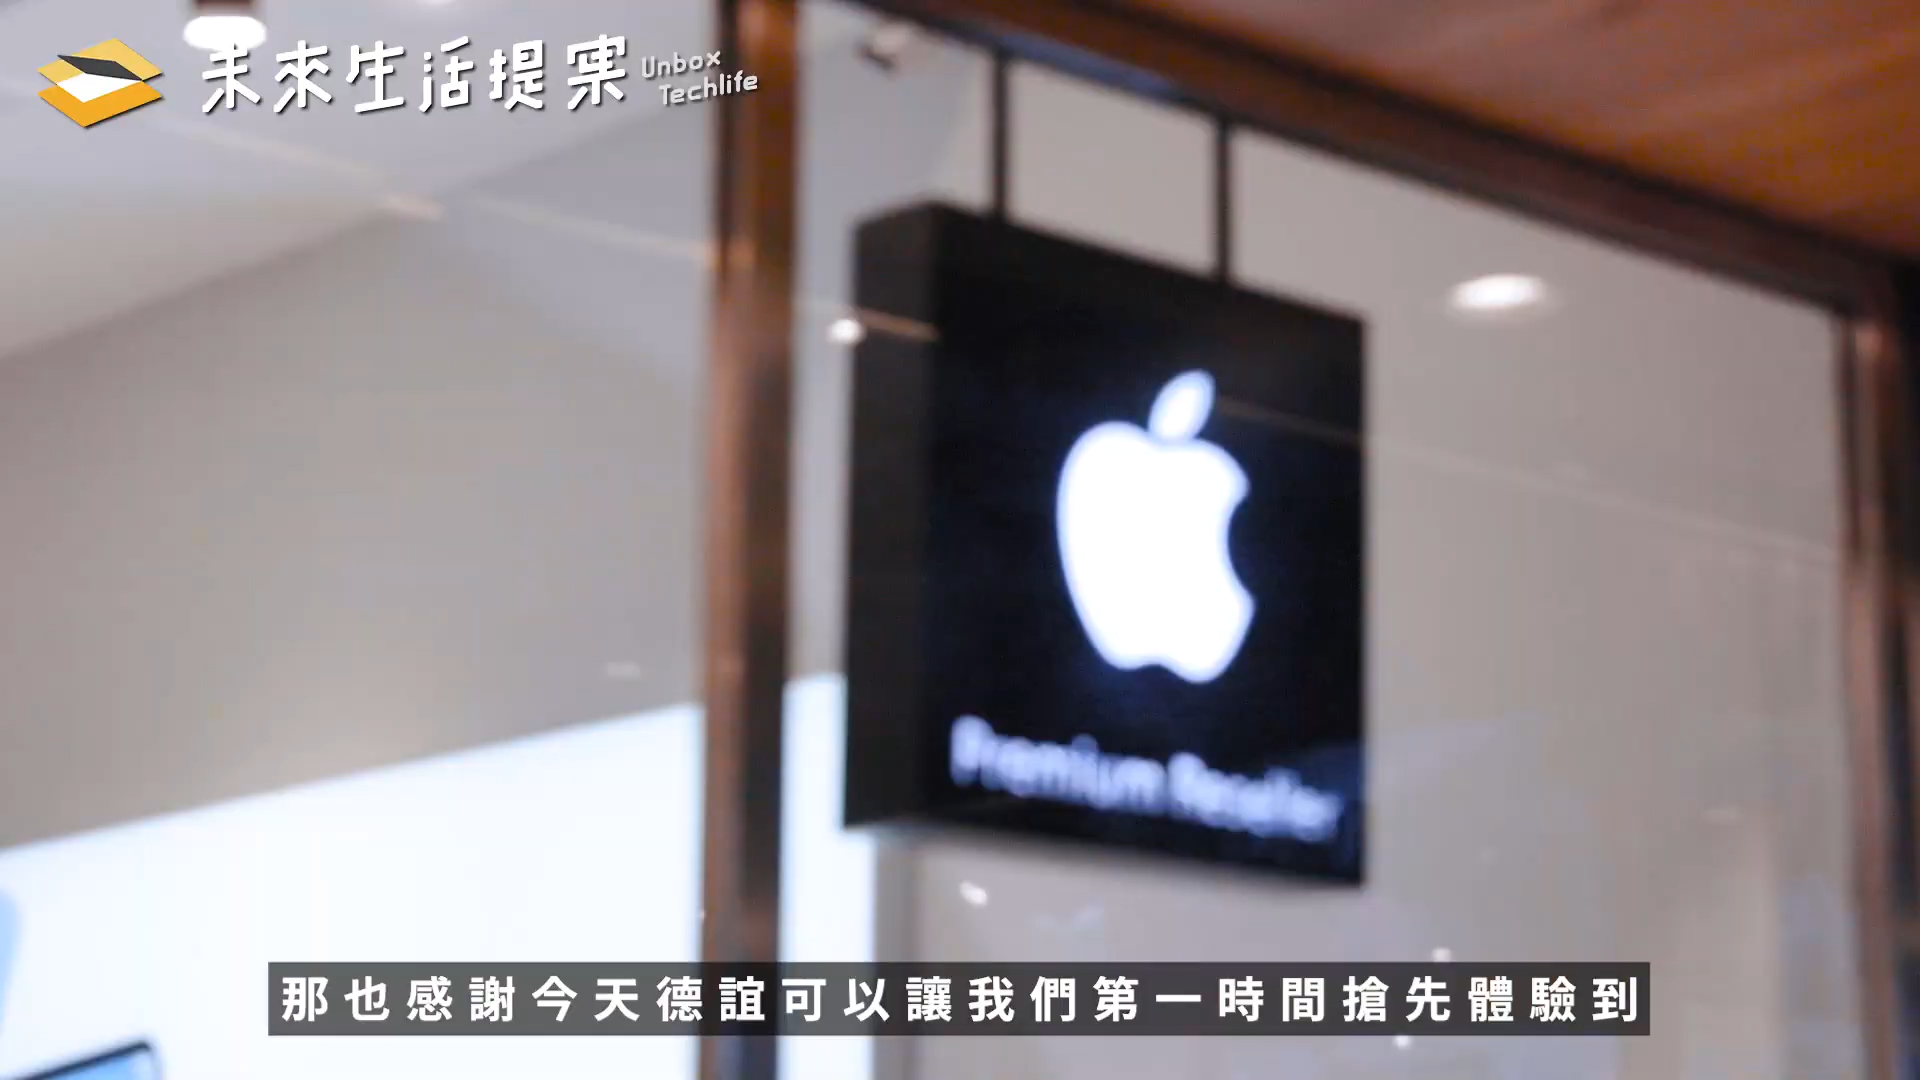 未來生活提案
Unbox
Techlife
Premium Reseller
那也感謝今天德誼可以讓我們第一時間搶先體驗到